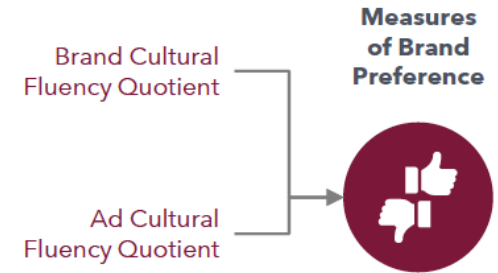 Measures
of Brand
Preference
Brand Cultural
Fluency Quotient
Ad Cultural
Fluency Quotient